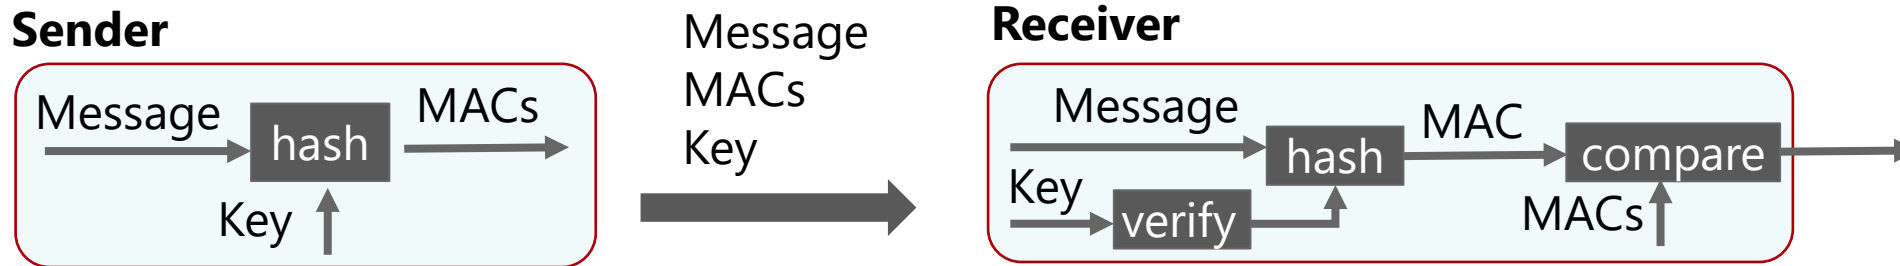 Sender
Message
hash
MACs
Key
Message
MACs
Key
Receiver
Message
hash
MAC
compare
Key
verify
MACs